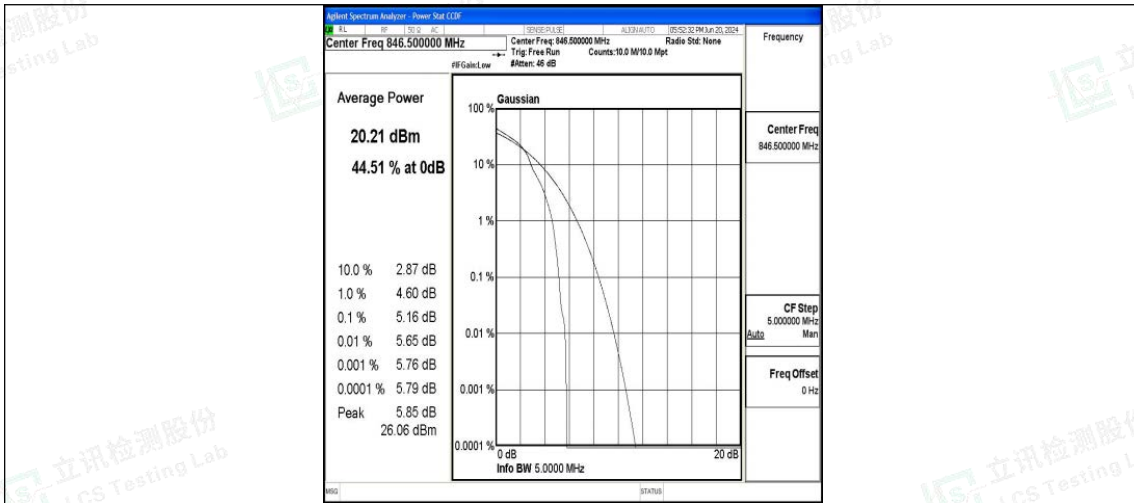 Agilent Spectrum Analyzer - Power Stat CCDF
RL RF 50 Ω AC SENSE:PULSE ALIGN AUTO 05:52:32 PM Jun 20, 2024
Center Freq 846.500000 MHz
Center Freq: 846.500000 MHz Radio Std: None
Trig: Free Run Counts:10.0 M/10.0 Mpt
#IFGain:Low #Atten: 46 dB
Frequency
Average Power
20.21 dBm
44.51 % at 0dB
10.0 % 2.87 dB
1.0 % 4.60 dB
0.1 % 5.16 dB
0.01 % 5.65 dB
0.001 % 5.76 dB
0.0001 % 5.79 dB
Peak 5.85 dB
26.06 dBm
Gaussian
100 %
10 %
1 %
0.1 %
0.01 %
0.001 %
0.0001 %
0 dB 20 dB
Info BW 5.0000 MHz
Center Freq
846.500000 MHz
CF Step
5.000000 MHz
Auto Man
Freq Offset
0 Hz
MSG STATUS
立讯检测股份
LCS Testing Lab
立讯检测股份
LCS Testing Lab